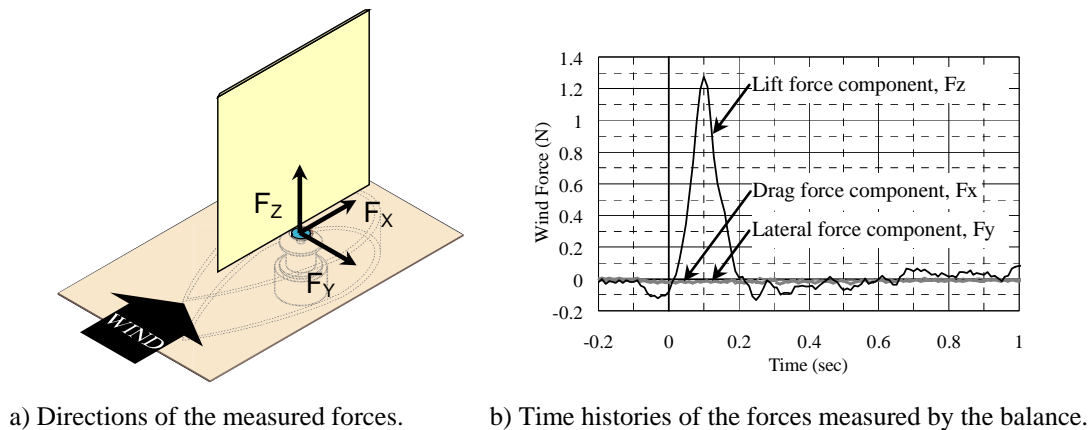 F_Z
F_X
F_Y
WIND
Wind Force (N)
1.4
1.2
1
0.8
0.6
0.4
0.2
0
-0.2
Lift force component, Fz
Drag force component, Fx
Lateral force component, Fy
-0.2 0 0.2 0.4 0.6 0.8 1
Time (sec)
a) Directions of the measured forces.
b) Time histories of the forces measured by the balance.